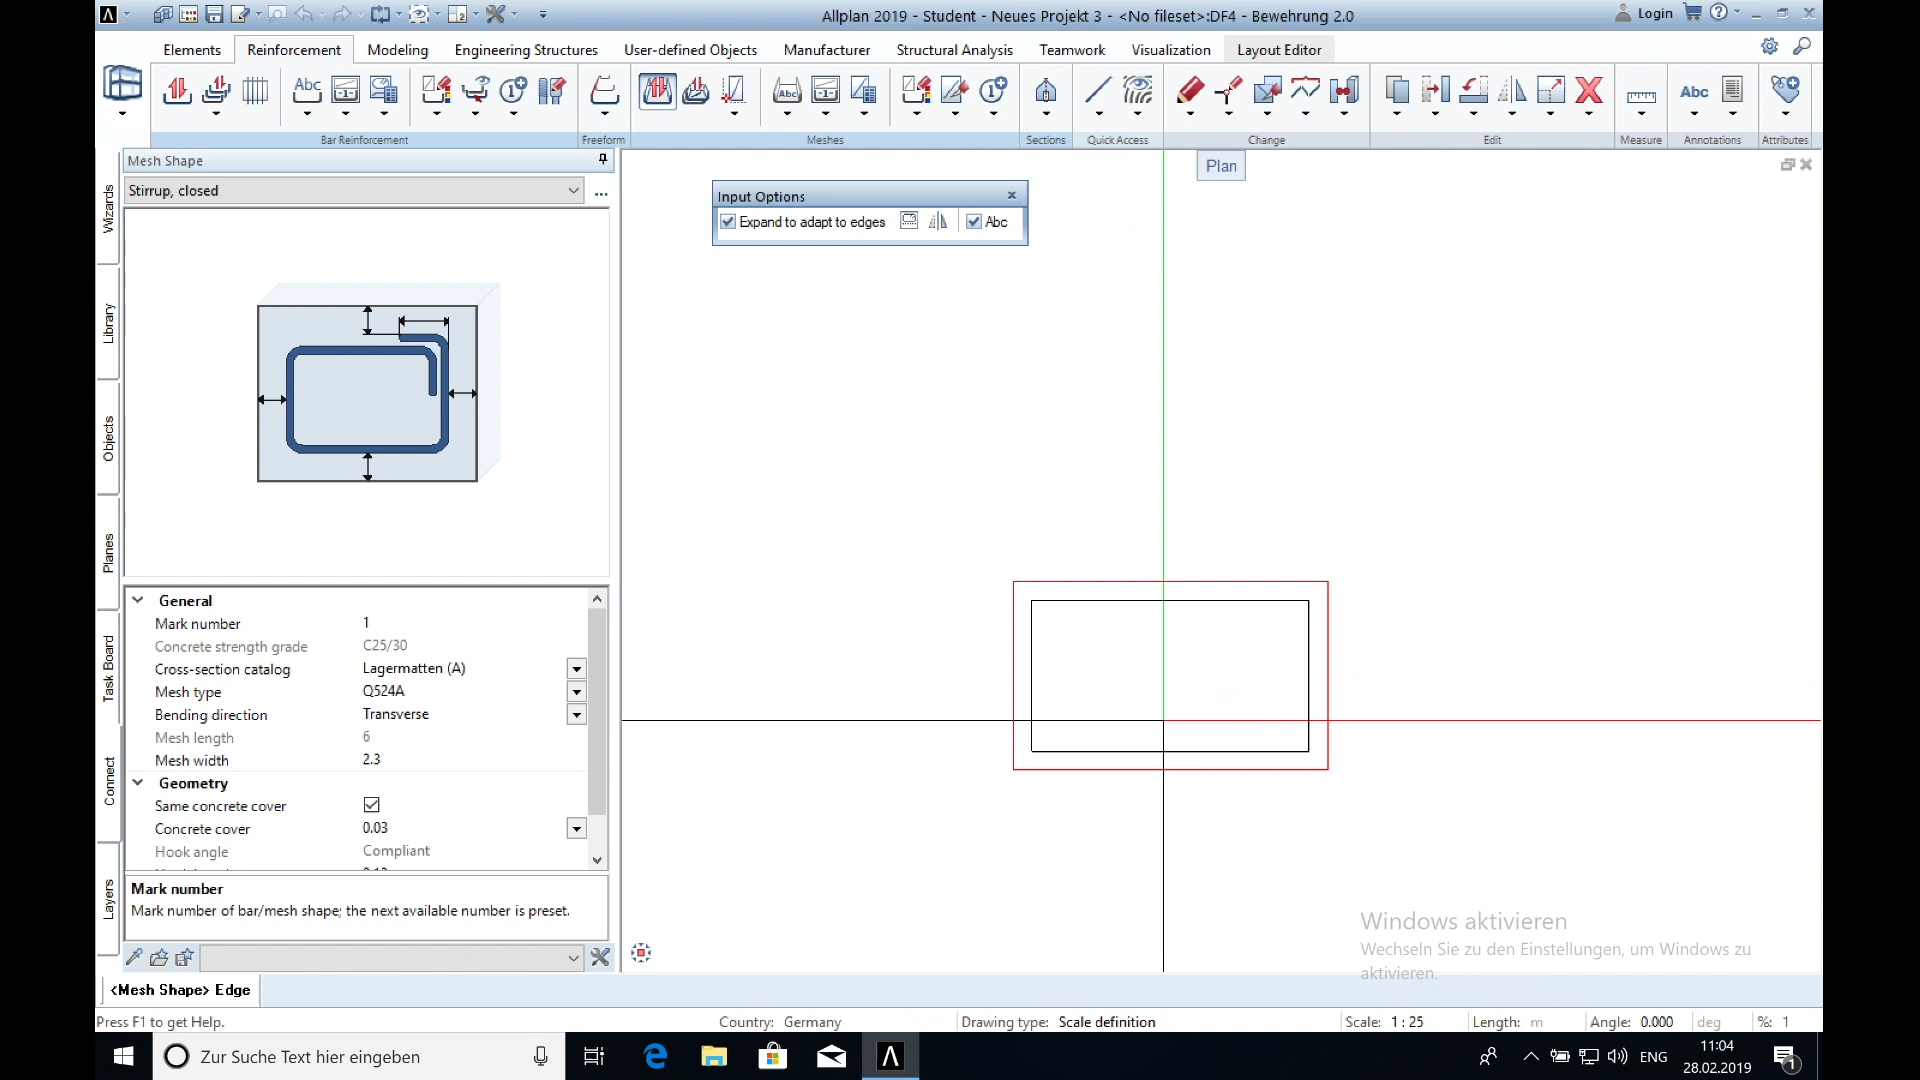 Allplan 2019 - Student - Neues Projekt 3 - <No fileset>:DF4 - Bewehrung 2.0
Login
Elements
Reinforcement
Modeling
Engineering Structures
User-defined Objects
Manufacturer
Structural Analysis
Teamwork
Visualization
Layout Editor
Abc
Abc
Abc
Bar Reinforcement
Freeform
Meshes
Sections
Quick Access
Change
Edit
Measure
Annotations
Attributes
Mesh Shape
Stirrup, closed
...
Wizards
Library
Objects
Planes
Task Board
Connect
Layers
Plan
Input Options
Expand to adapt to edges
Abc
General
Mark number 1
Concrete strength grade C25/30
Cross-section catalog Lagermatten (A)
Mesh type Q524A
Bending direction Transverse
Mesh length 6
Mesh width 2.3
Geometry
Same concrete cover
Concrete cover 0.03
Hook angle Compliant
Mark number
Mark number of bar/mesh shape; the next available number is preset.
Windows aktivieren
Wechseln Sie zu den Einstellungen, um Windows zu
aktivieren.
<Mesh Shape> Edge
Press F1 to get Help.
Country: Germany
Drawing type: Scale definition
Scale: 1 : 25
Length: m
Angle: 0.000 deg
%: 1
Zur Suche Text hier eingeben
ENG
11:04
28.02.2019
1